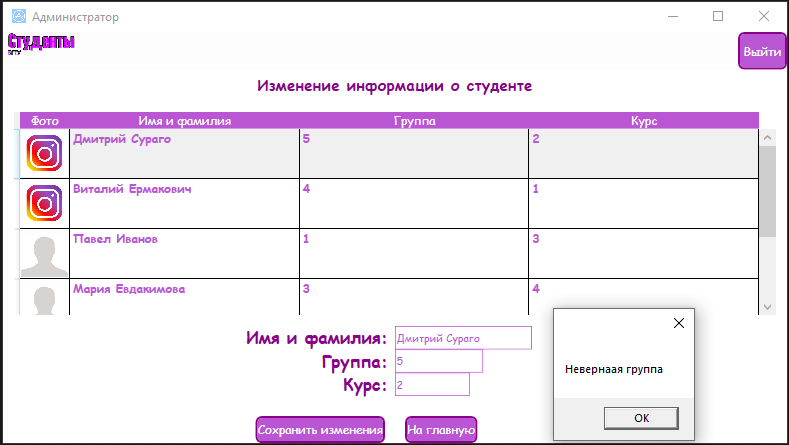 Администратор
Студенты
Выйти
Изменение информации о студенте
Фото Имя и фамилия Группа Курс
Дмитрий Сураго 5 2
Виталий Ермакович 4 1
Павел Иванов 1 3
Мария Евдакимова 3 4
Имя и фамилия: Дмитрий Сураго
Группа: 5
Курс: 2
Невернаая группа
OK
Сохранить изменения На главную